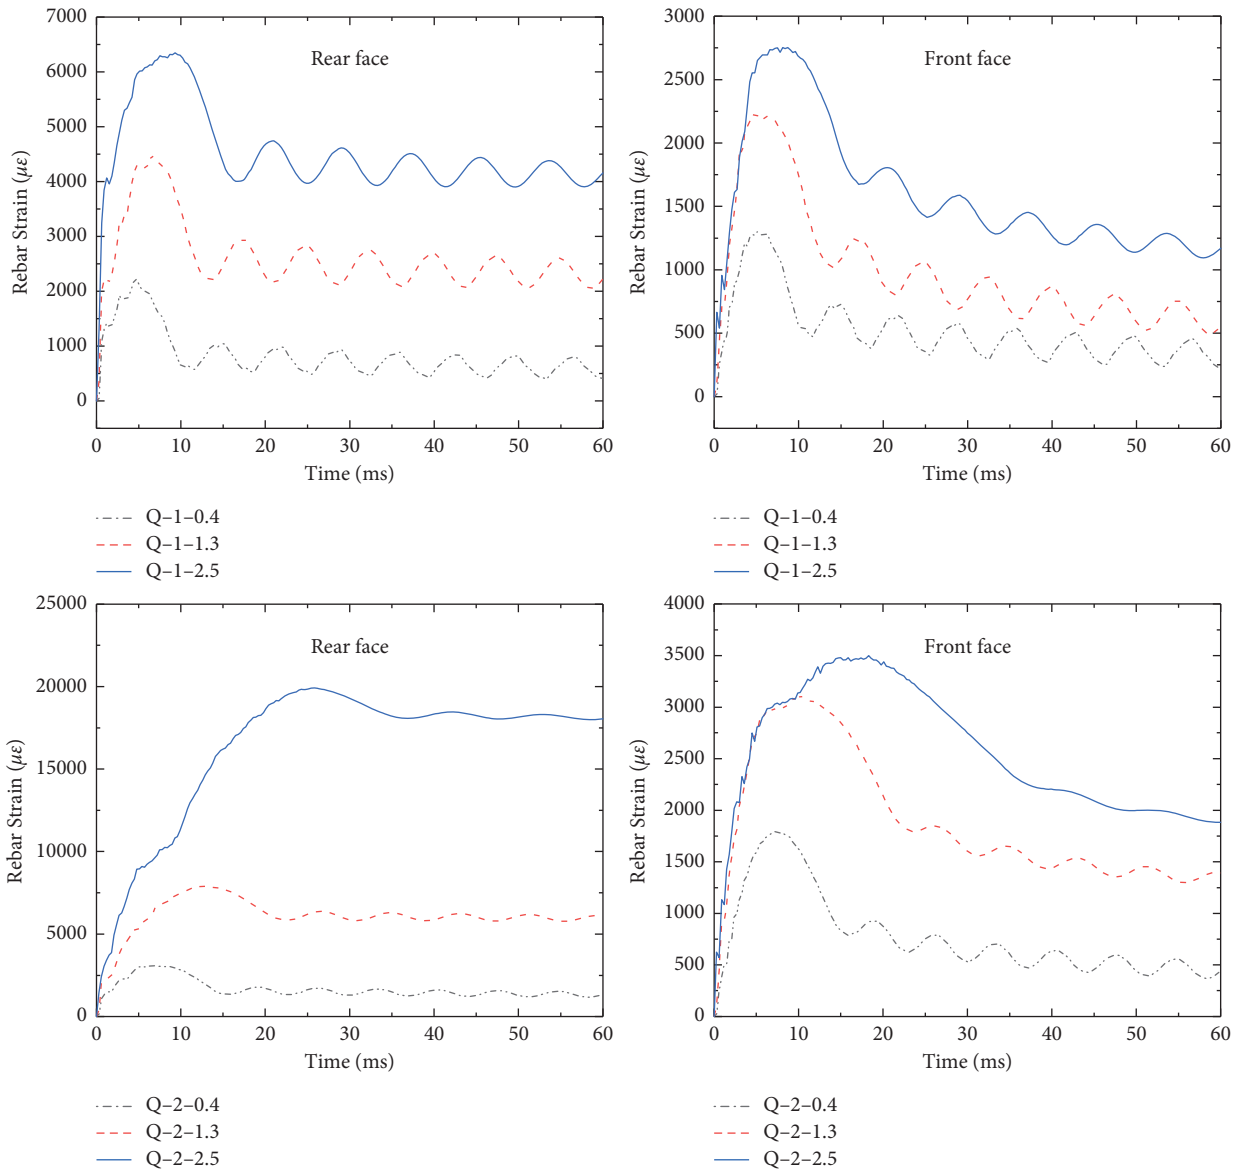 7000
6000
5000
4000
3000
2000
1000
0
Rebar Strain (με)
Rear face
0 10 20 30 40 50 60
Time (ms)
Q–1–0.4
Q–1–1.3
Q–1–2.5
3000
2500
2000
1500
1000
500
0
Rebar Strain (με)
Front face
0 10 20 30 40 50 60
Time (ms)
Q–1–0.4
Q–1–1.3
Q–1–2.5
25000
20000
15000
10000
5000
0
Rebar Strain (με)
Rear face
0 10 20 30 40 50 60
Time (ms)
Q–2–0.4
Q–2–1.3
Q–2–2.5
4000
3500
3000
2500
2000
1500
1000
500
0
Rebar Strain (με)
Front face
0 10 20 30 40 50 60
Time (ms)
Q–2–0.4
Q–2–1.3
Q–2–2.5